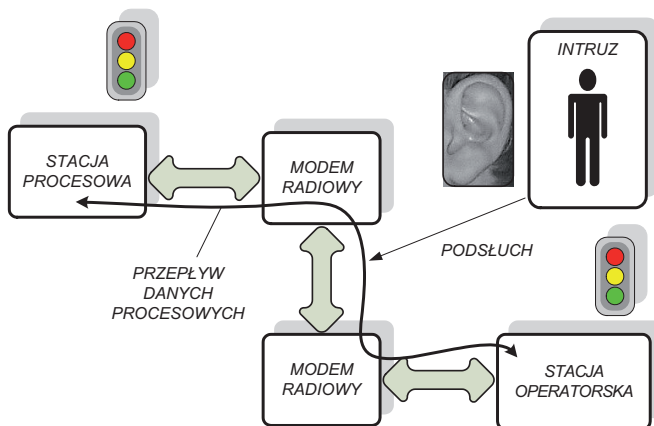 INTRUZ
STACJA
PROCESOWA
MODEM
RADIOWY
PODSŁUCH
PRZEPŁYW
DANYCH
PROCESOWYCH
MODEM
RADIOWY
STACJA
OPERATORSKA